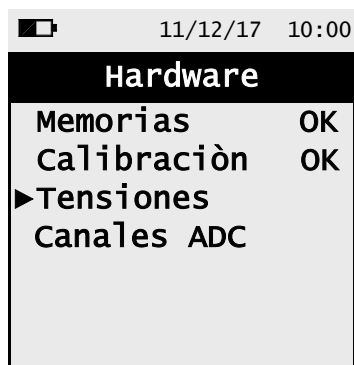 11/12/17 10:00
Hardware
Memorias OK
Calibraciòn OK
►Tensiones
Canales ADC